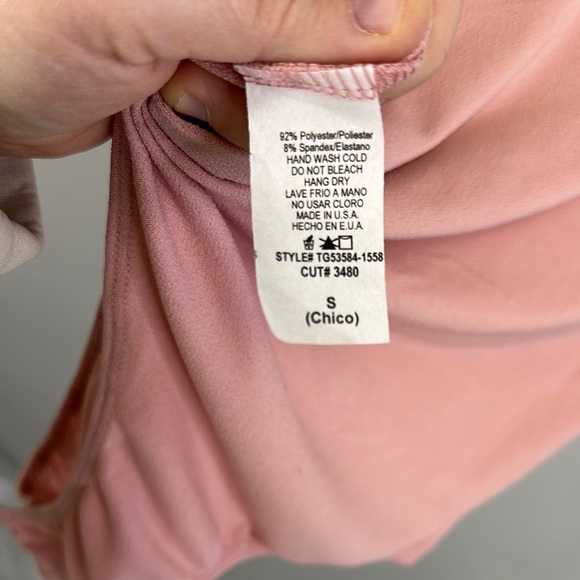 92% Polyester/Poliester
8% Spandex/Elastano
HAND WASH COLD
DO NOT BLEACH
HANG DRY
LAVE FRIO A MANO
NO USAR CLORO
MADE IN U.S.A.
HECHO EN E.U.A.
STYLE# TG53584-1558
CUT# 3480
S
(Chico)